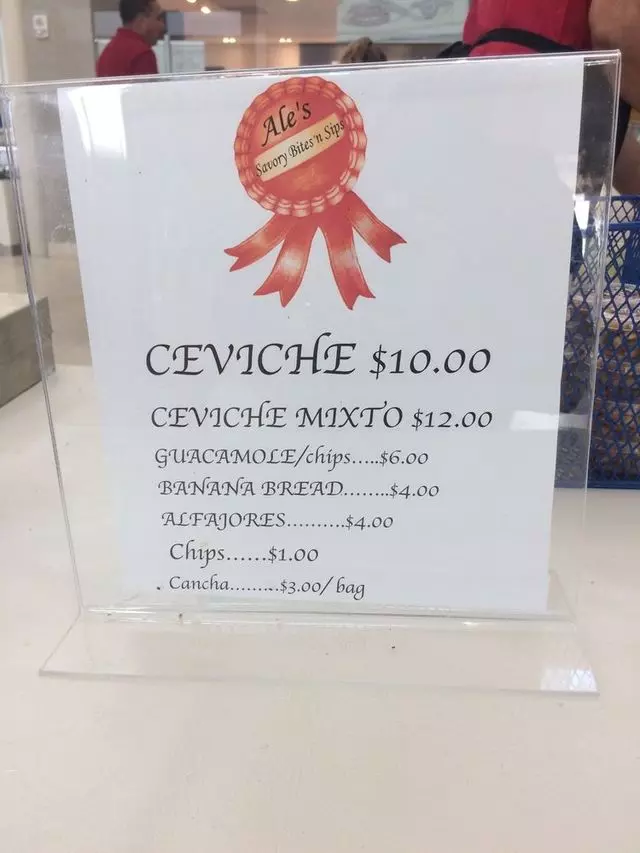 Ale's
Savory Bites'n Sips
CEVICHE $10.00
CEVICHE MIXTO $12.00
GUACAMOLE/chips.....$6.00
BANANA BREAD........$4.00
ALFAJORES..........$4.00
Chips......$1.00
. Cancha..........$3.00/ bag